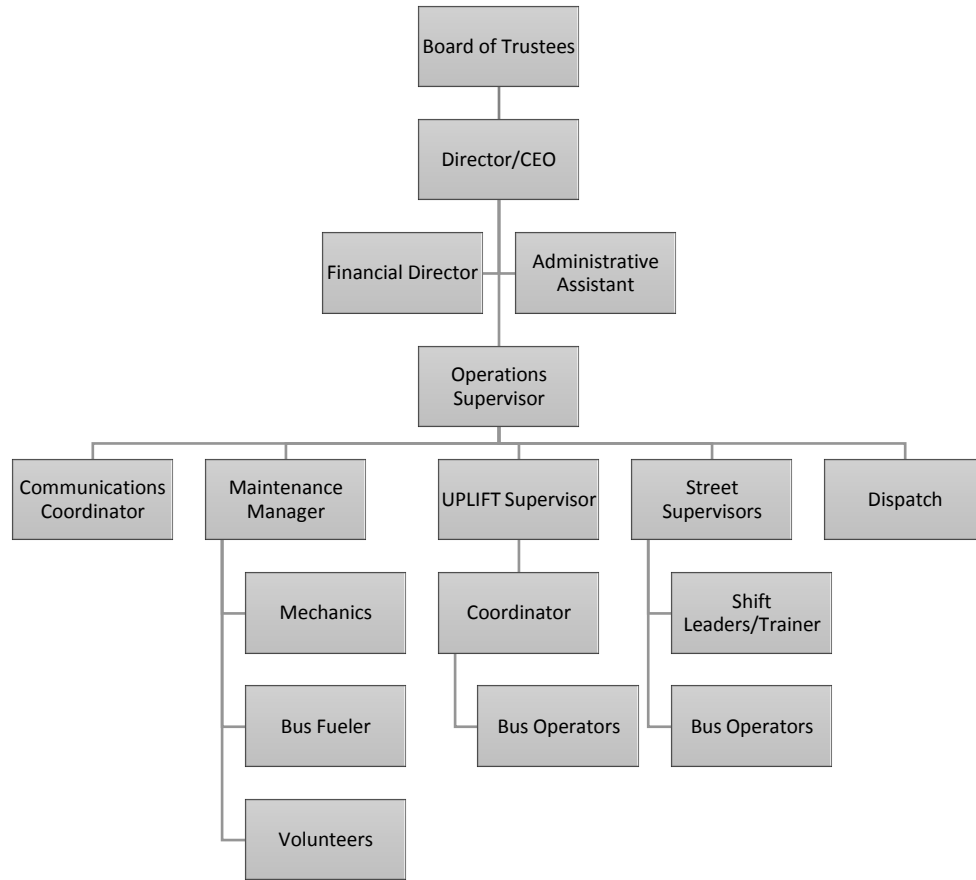 Board of Trustees
Director/CEO
Financial Director
Administrative
Assistant
Operations
Supervisor
Communications
Coordinator
Maintenance
Manager
UPLIFT Supervisor
Street
Supervisors
Dispatch
Mechanics
Coordinator
Shift
Leaders/Trainer
Bus Fueler
Bus Operators
Bus Operators
Volunteers